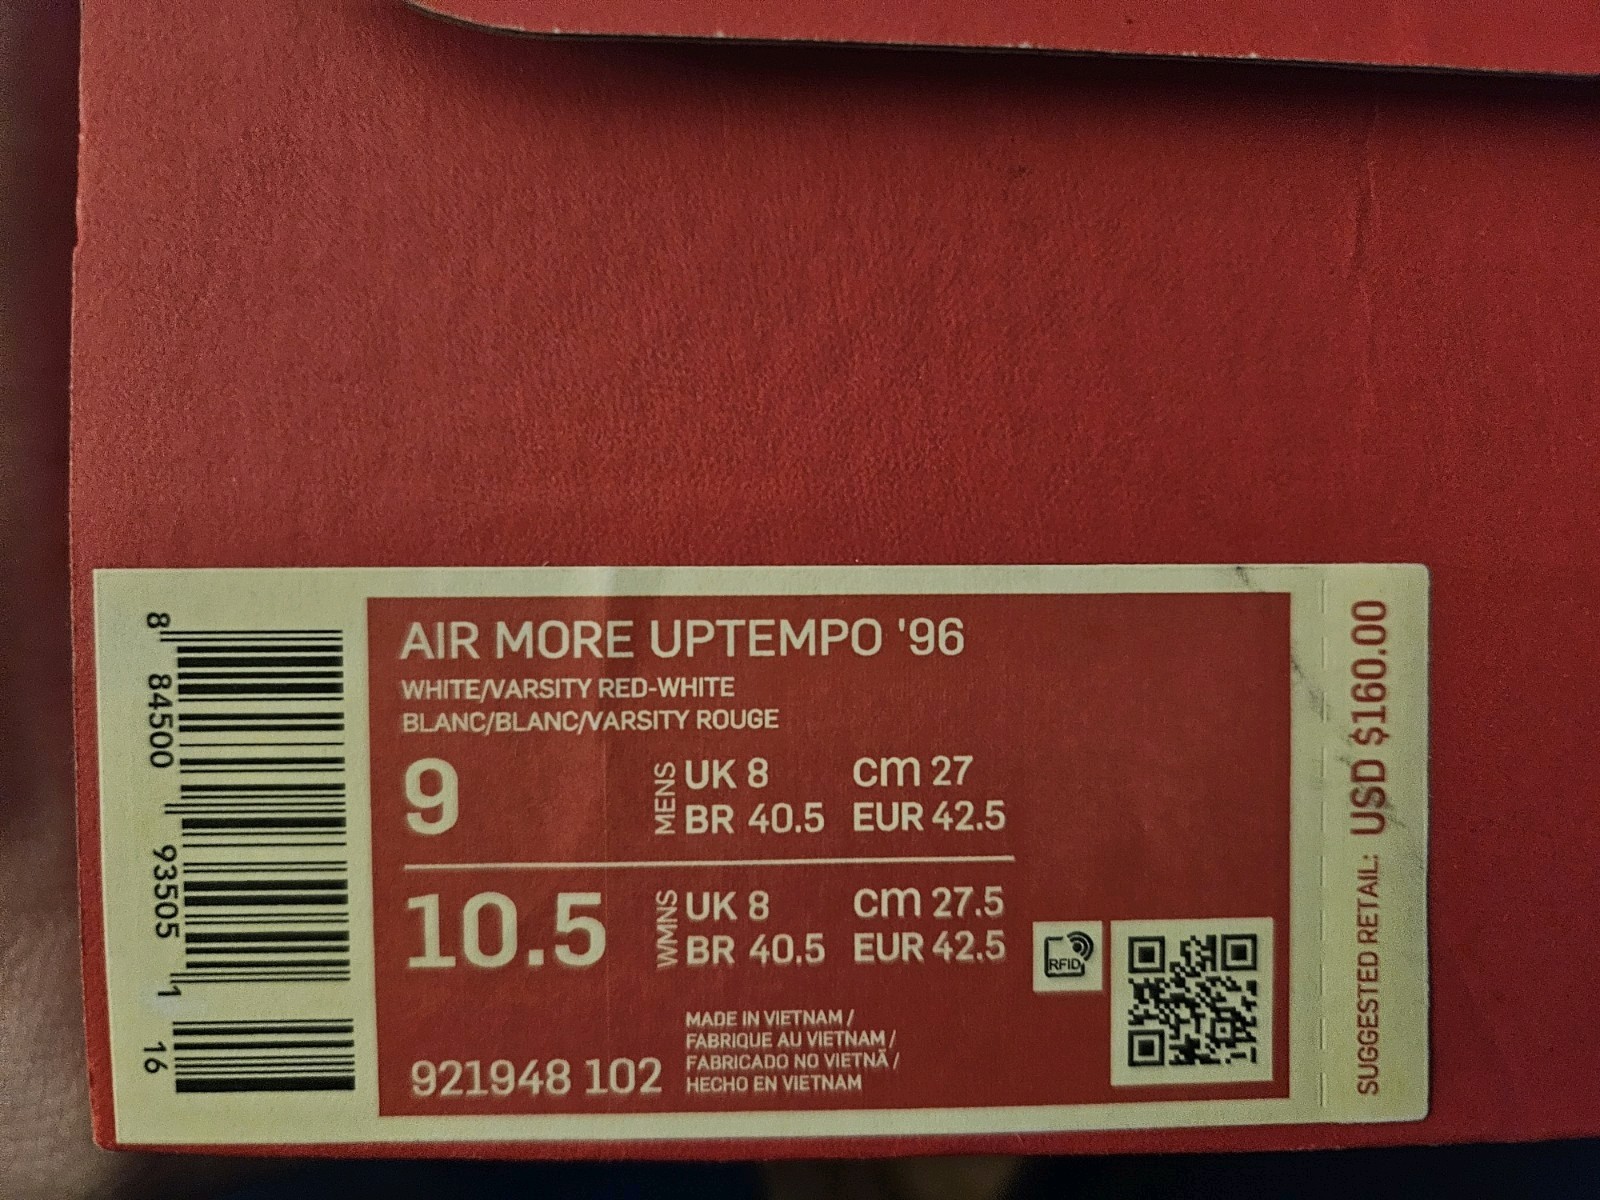 8 84500 93505 1 16
AIR MORE UPTEMPO '96
WHITE/VARSITY RED-WHITE
BLANC/BLANC/VARSITY ROUGE
9 MENS UK 8 cm 27
BR 40.5 EUR 42.5
10.5 WMNS UK 8 cm 27.5
BR 40.5 EUR 42.5
RFID
921948 102
MADE IN VIETNAM /
FABRIQUE AU VIETNAM /
FABRICADO NO VIETNÃ /
HECHO EN VIETNAM
SUGGESTED RETAIL: USD $160.00